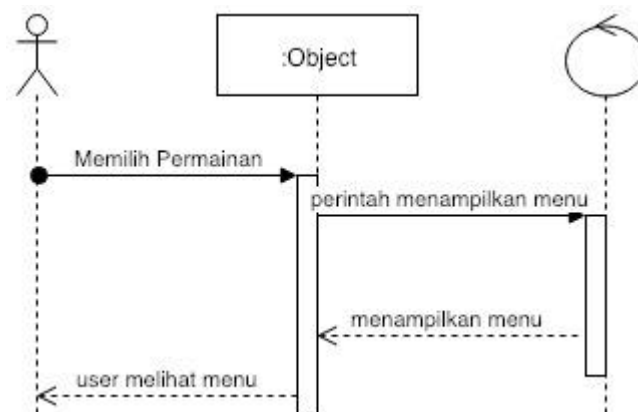 :Object
Memilih Permainan
perintah menampilkan menu
menampilkan menu
user melihat menu